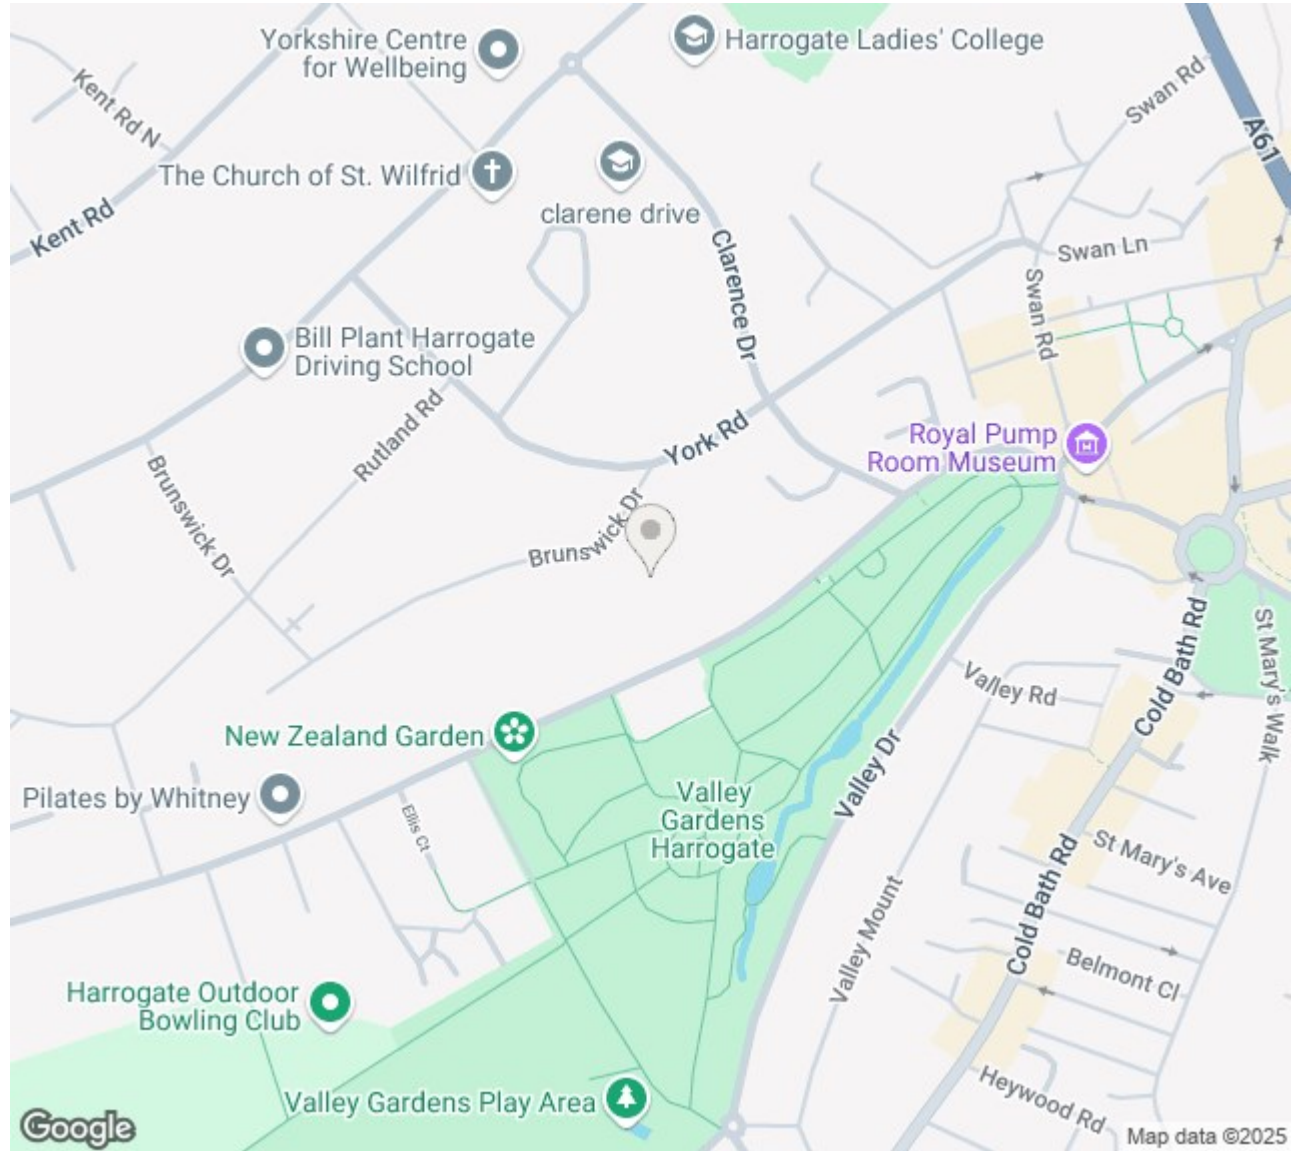 Yorkshire Centre
for Wellbeing
Harrogate Ladies' College
Swan Rd
Kent Rd N
A61
The Church of St. Wilfrid
clarene drive
Kent Rd
Clarence Dr
Swan Ln
Swan Rd
Bill Plant Harrogate
Driving School
Rutland Rd
York Rd
Royal Pump
Room Museum
Brunswick Dr
Brunswick Dr
Cold Bath Rd
St Mary's Walk
Valley Rd
New Zealand Garden
Valley Dr
Pilates by Whitney
Ellis Ct
Valley
Gardens
Harrogate
St Mary's Ave
Cold Bath Rd
Valley Mount
Belmont Cl
Harrogate Outdoor
Bowling Club
Heywood Rd
Valley Gardens Play Area
Google
Map data ©2025